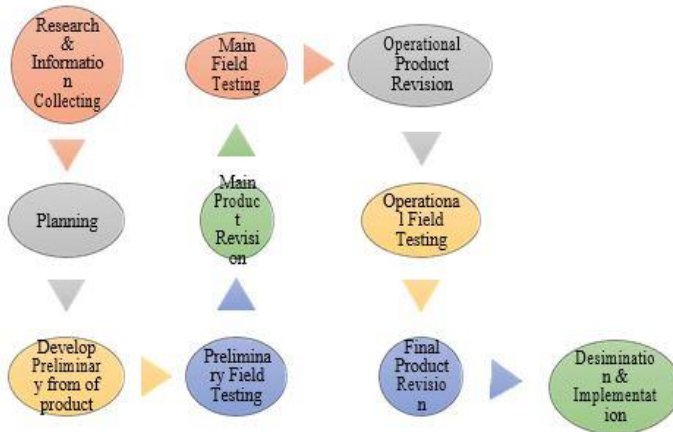 Research
&
Informatio
n
Collecting
Planning
Develop
Preliminar
y from of
product
Prelimina
ry Field
Testing
Main
Produc
t
Revisi
on
Main
Field
Testing
Operational
Product
Revision
Operationa
l Field
Testing
Final
Product
Revisio
n
Desiminatio
n &
Implementat
ion